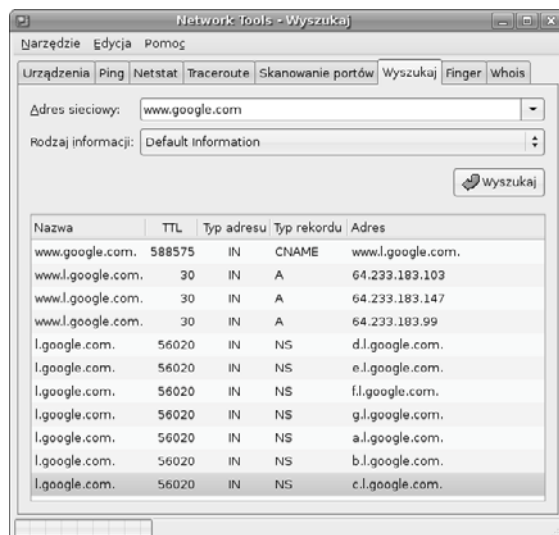 Network Tools - Wyszukaj
Narzędzie Edycja Pomoc
Urządzenia Ping Netstat Traceroute Skanowanie portów Wyszukaj Finger Whois
Adres sieciowy: www.google.com
Rodzaj informacji: Default Information
Wyszukaj
Nazwa TTL Typ adresu Typ rekordu Adres
www.google.com. 588575 IN CNAME www.l.google.com.
www.l.google.com. 30 IN A 64.233.183.103
www.l.google.com. 30 IN A 64.233.183.147
www.l.google.com. 30 IN A 64.233.183.99
l.google.com. 56020 IN NS d.l.google.com.
l.google.com. 56020 IN NS e.l.google.com.
l.google.com. 56020 IN NS f.l.google.com.
l.google.com. 56020 IN NS g.l.google.com.
l.google.com. 56020 IN NS a.l.google.com.
l.google.com. 56020 IN NS b.l.google.com.
l.google.com. 56020 IN NS c.l.google.com.